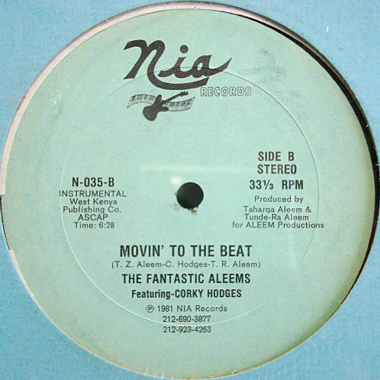 Nia
RECORDS
N-035-B
INSTRUMENTAL
West Kenya
Publishing Co.
ASCAP
Time: 6:28
SIDE B
STEREO
33⅓ RPM
Produced by
Taharqa Aleem &
Tunde-Ra Aleem
for ALEEM Productions
MOVIN' TO THE BEAT
(T. Z. Aleem-C. Hodges-T. R. Aleem)
THE FANTASTIC ALEEMS
Featuring-CORKY HODGES
℗ 1981 NIA Records
212-690-3877
212-923-4263